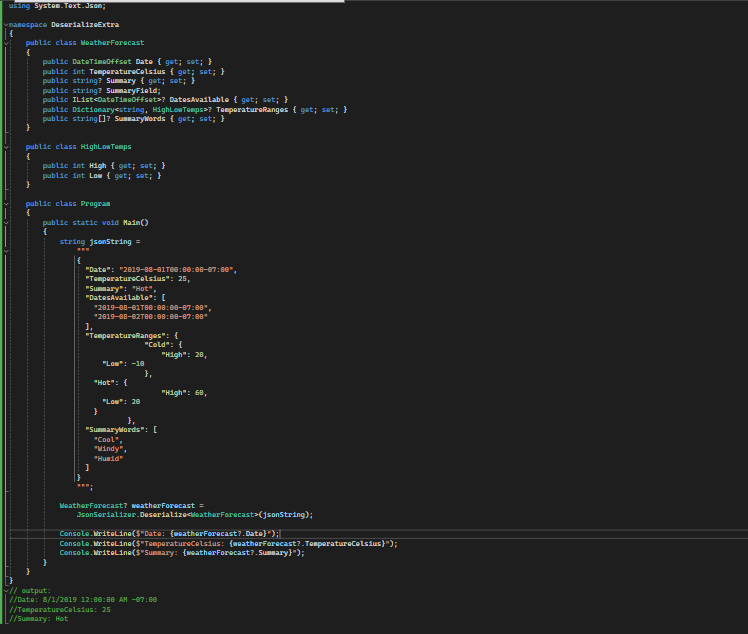 using System.Text.Json;
namespace DeserializeExtra
{
public class WeatherForecast
{
public DateTimeOffset Date { get; set; }
public int TemperatureCelsius { get; set; }
public string? Summary { get; set; }
public string? SummaryField;
public IList<DateTimeOffset>? DatesAvailable { get; set; }
public Dictionary<string, HighLowTemps>? TemperatureRanges { get; set; }
public string[]? SummaryWords { get; set; }
}
public class HighLowTemps
{
public int High { get; set; }
public int Low { get; set; }
}
public class Program
{
public static void Main()
{
string jsonString =
"""
{
"Date": "2019-08-01T00:00:00-07:00",
"TemperatureCelsius": 25,
"Summary": "Hot",
"DatesAvailable": [
"2019-08-01T00:00:00-07:00",
"2019-08-02T00:00:00-07:00"
],
"TemperatureRanges": {
"Cold": {
"High": 20,
"Low": -10
},
"Hot": {
"High": 60,
"Low": 20
}
},
"SummaryWords": [
"Cool",
"Windy",
"Humid"
]
}
""";
WeatherForecast? weatherForecast =
JsonSerializer.Deserialize<WeatherForecast>(jsonString);
Console.WriteLine($"Date: {weatherForecast?.Date}");
Console.WriteLine($"TemperatureCelsius: {weatherForecast?.TemperatureCelsius}");
Console.WriteLine($"Summary: {weatherForecast?.Summary}");
}
}
}
// output:
//Date: 8/1/2019 12:00:00 AM -07:00
//TemperatureCelsius: 25
//Summary: Hot